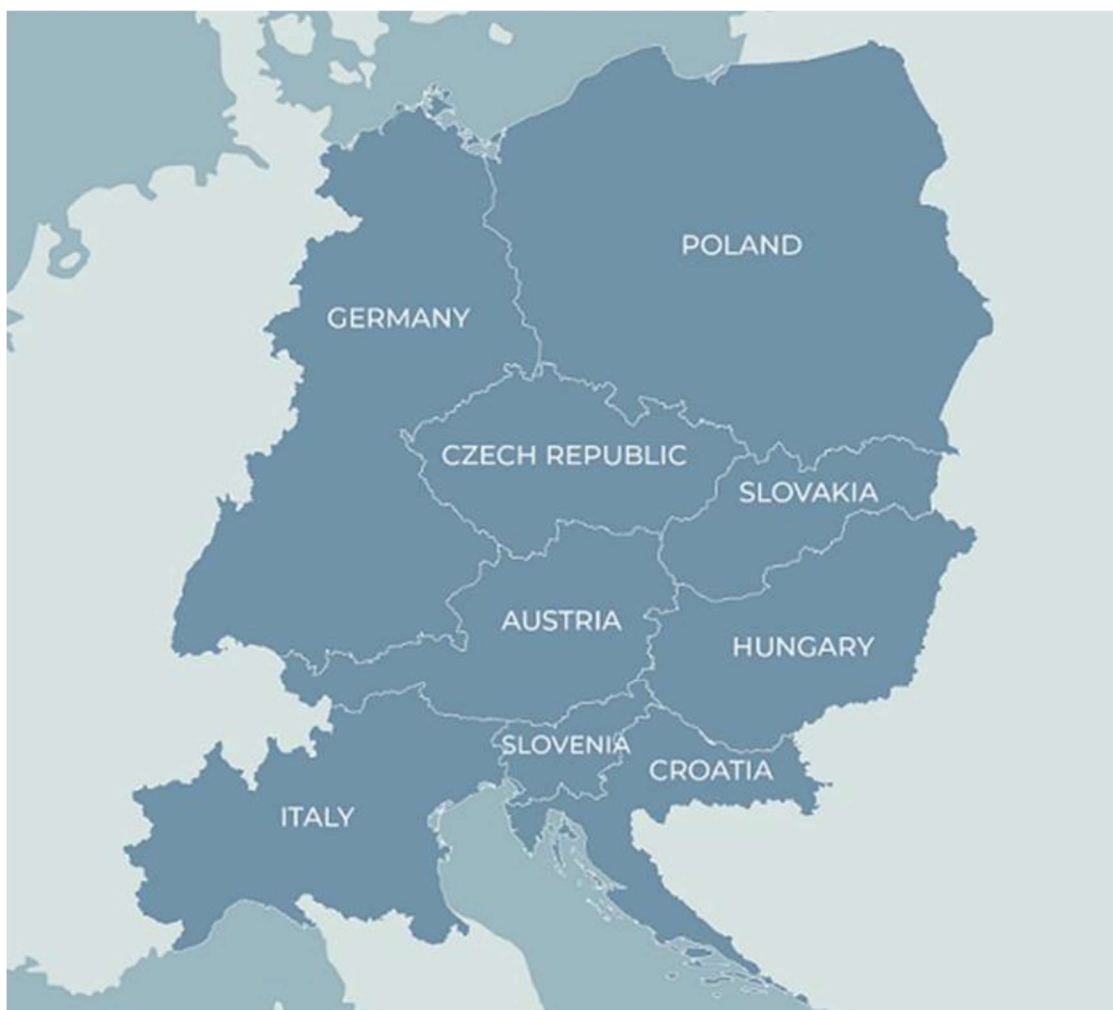 POLAND
GERMANY
CZECH REPUBLIC
SLOVAKIA
AUSTRIA
HUNGARY
SLOVENIA
CROATIA
ITALY